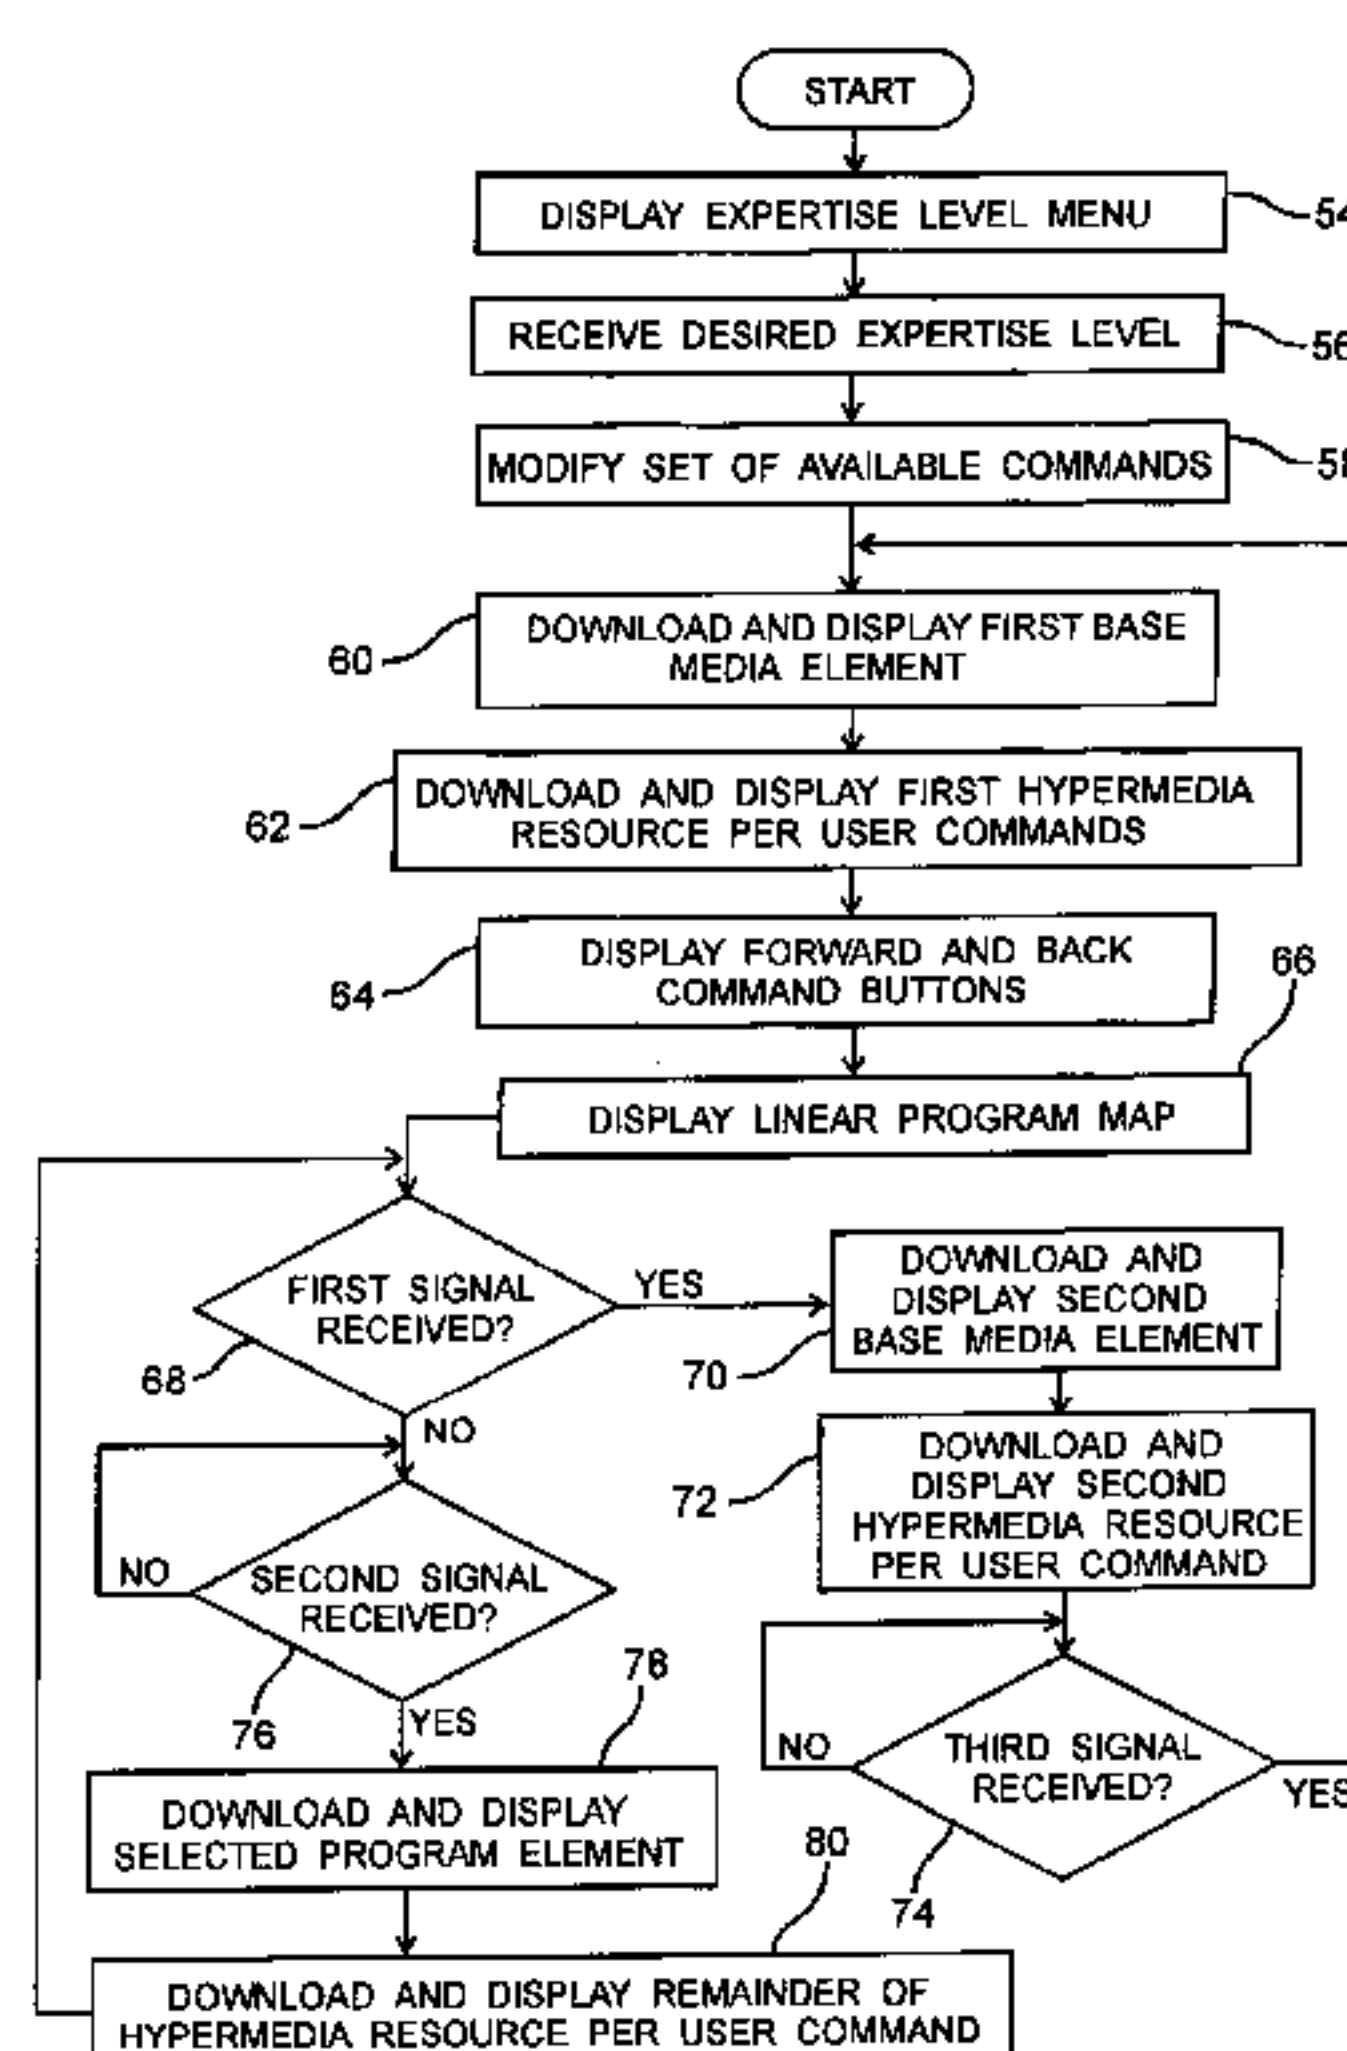 START
DISPLAY EXPERTISE LEVEL MENU
54
RECEIVE DESIRED EXPERTISE LEVEL
56
MODIFY SET OF AVAILABLE COMMANDS
58
DOWNLOAD AND DISPLAY FIRST BASE
MEDIA ELEMENT
60
DOWNLOAD AND DISPLAY FIRST HYPERMEDIA
RESOURCE PER USER COMMANDS
62
DISPLAY FORWARD AND BACK
COMMAND BUTTONS
64
66
DISPLAY LINEAR PROGRAM MAP
FIRST SIGNAL
RECEIVED?
68
YES
DOWNLOAD AND
DISPLAY SECOND
BASE MEDIA ELEMENT
70
NO
DOWNLOAD AND
DISPLAY SECOND
HYPERMEDIA RESOURCE
PER USER COMMAND
72
NO
SECOND SIGNAL
RECEIVED?
76
YES
78
NO
THIRD SIGNAL
RECEIVED?
YES
74
DOWNLOAD AND DISPLAY
SELECTED PROGRAM ELEMENT
80
DOWNLOAD AND DISPLAY REMAINDER OF
HYPERMEDIA RESOURCE PER USER COMMAND